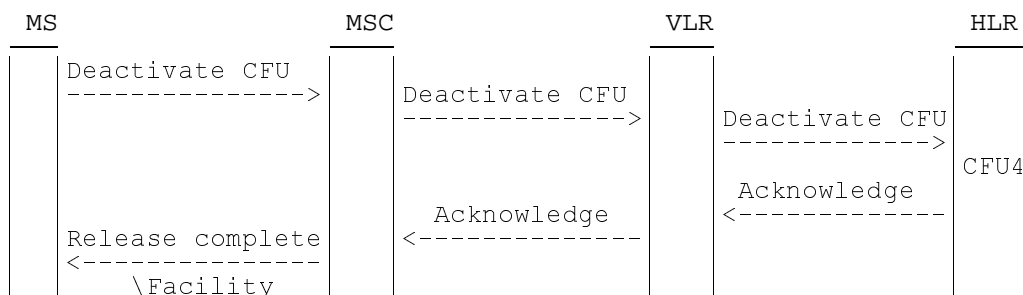 MS MSC VLR HLR
Deactivate CFU
--------------->
Deactivate CFU
-------------->
Deactivate CFU
------------->
CFU4
Acknowledge
<-------------
Acknowledge
<--------------
Release complete
<---------------
\Facility